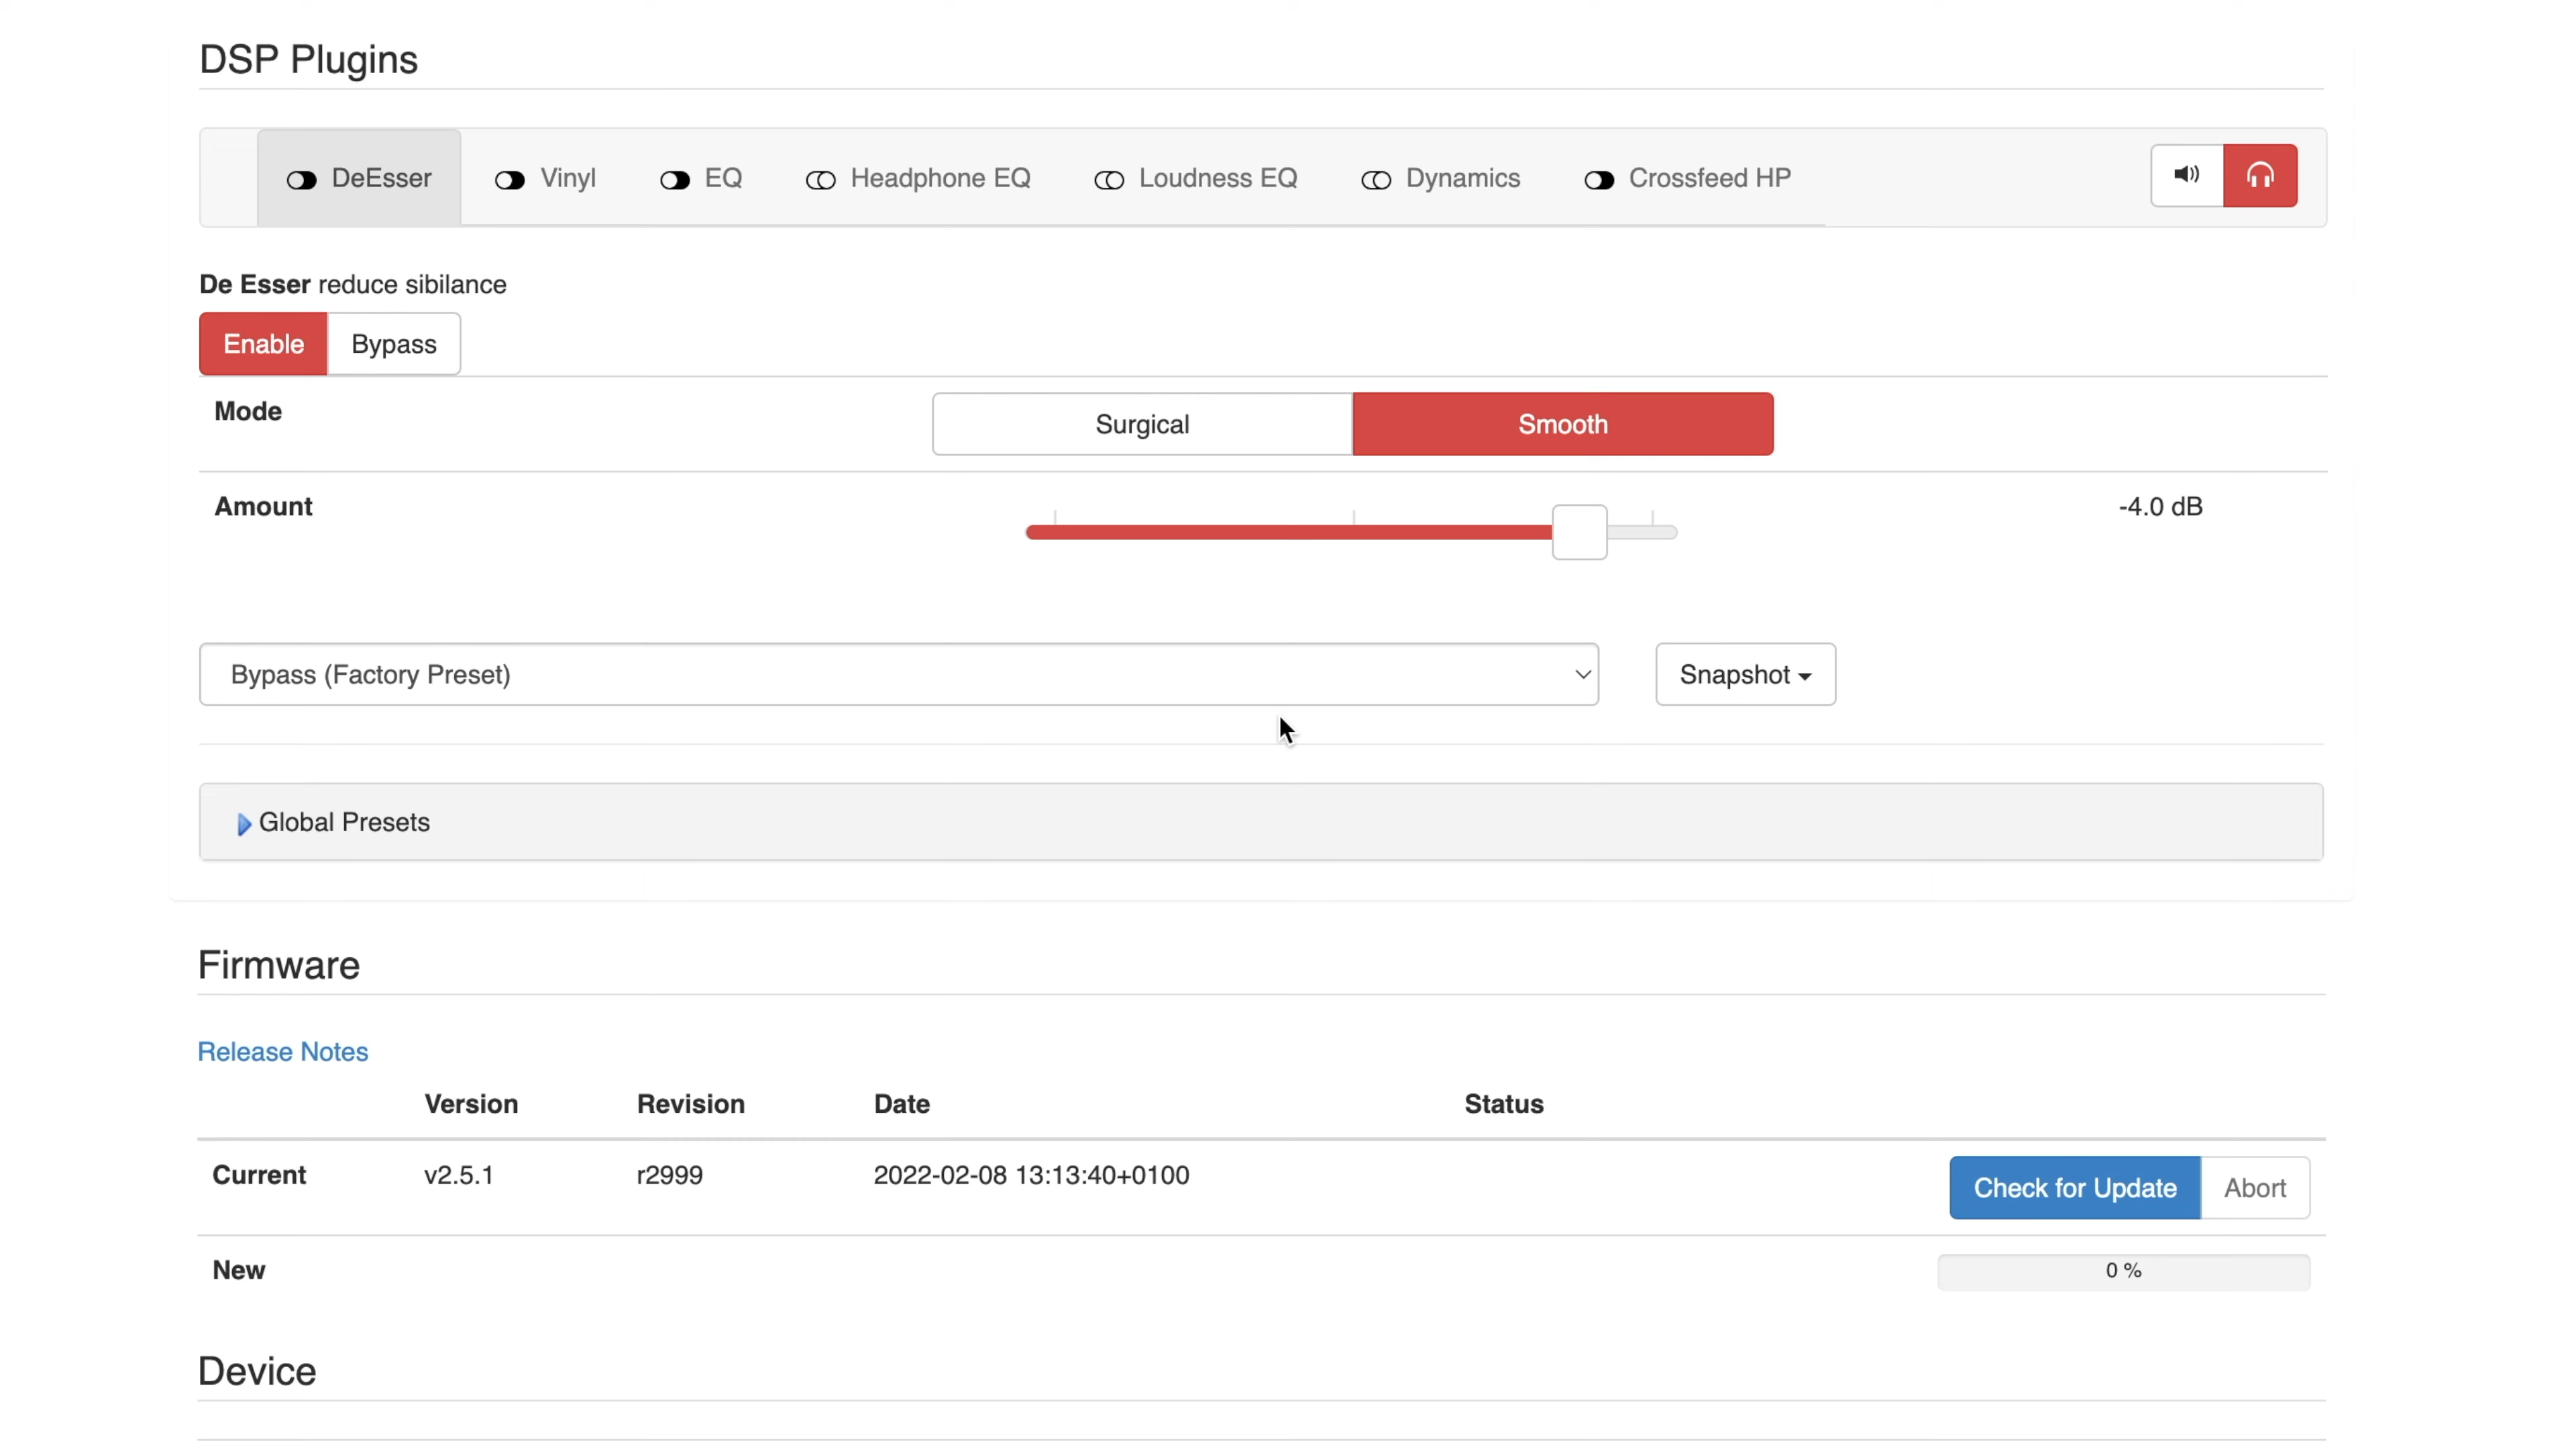 DSP Plugins
DeEsser Vinyl EQ Headphone EQ Loudness EQ Dynamics Crossfeed HP
De Esser reduce sibilance
Enable Bypass
Mode Surgical Smooth
Amount -4.0 dB
Bypass (Factory Preset) Snapshot
Global Presets
Firmware
Release Notes
Version Revision Date Status
Current v2.5.1 r2999 2022-02-08 13:13:40+0100 Check for Update Abort
New 0 %
Device